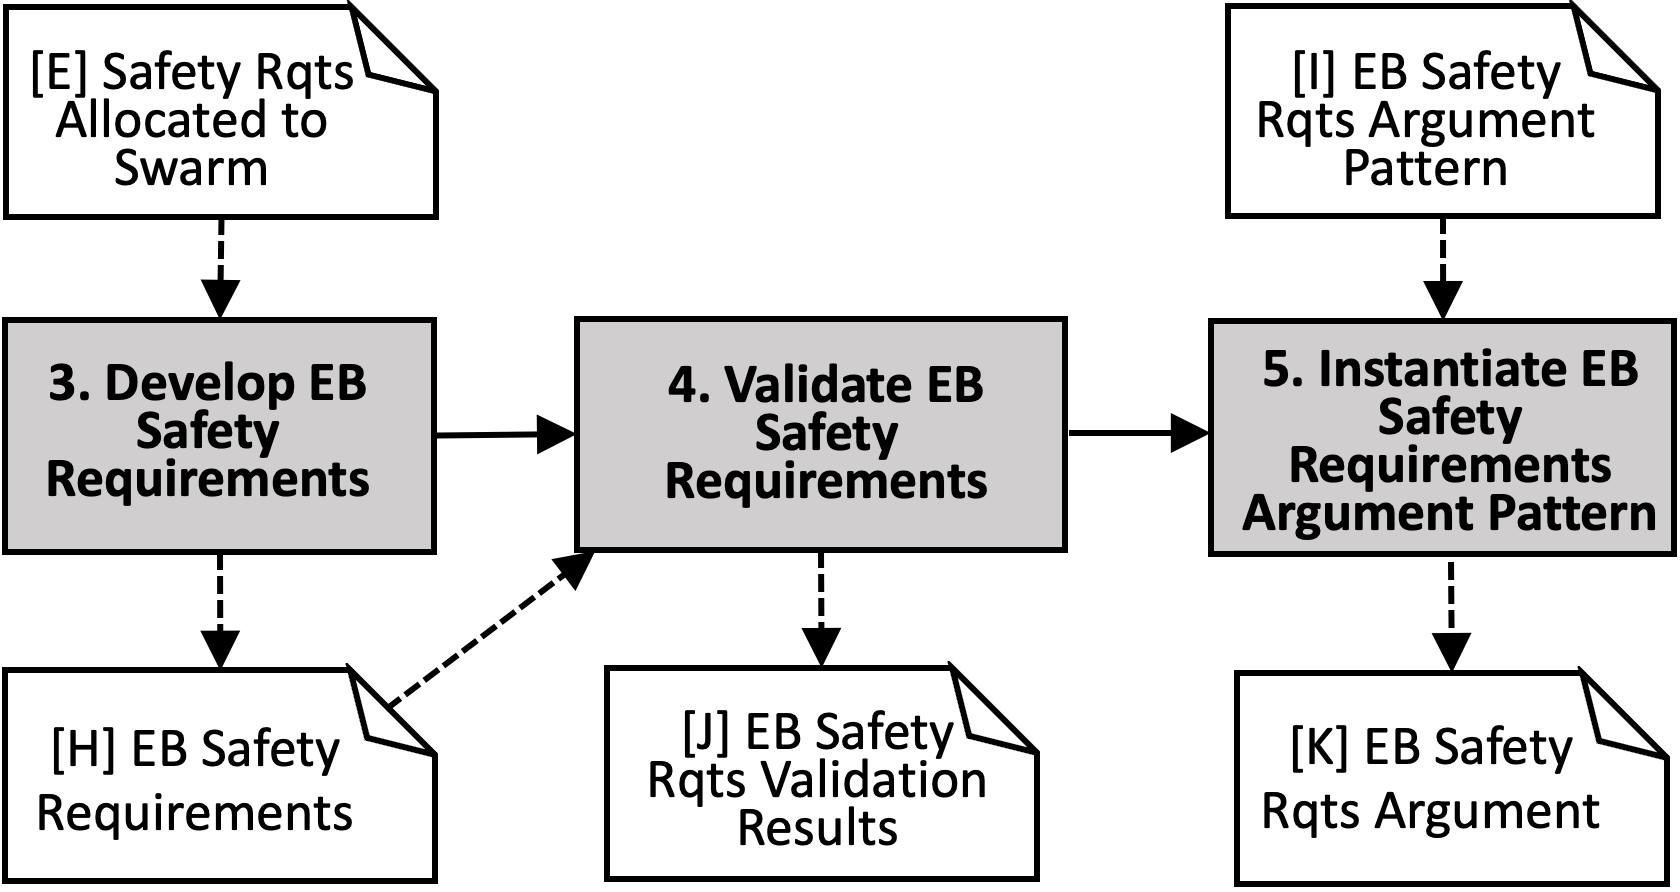 [E] Safety Rqts
Allocated to
Swarm
[I] EB Safety
Rqts Argument
Pattern
3. Develop EB
Safety
Requirements
4. Validate EB
Safety
Requirements
5. Instantiate EB
Safety
Requirements
Argument Pattern
[H] EB Safety
Requirements
[J] EB Safety
Rqts Validation
Results
[K] EB Safety
Rqts Argument